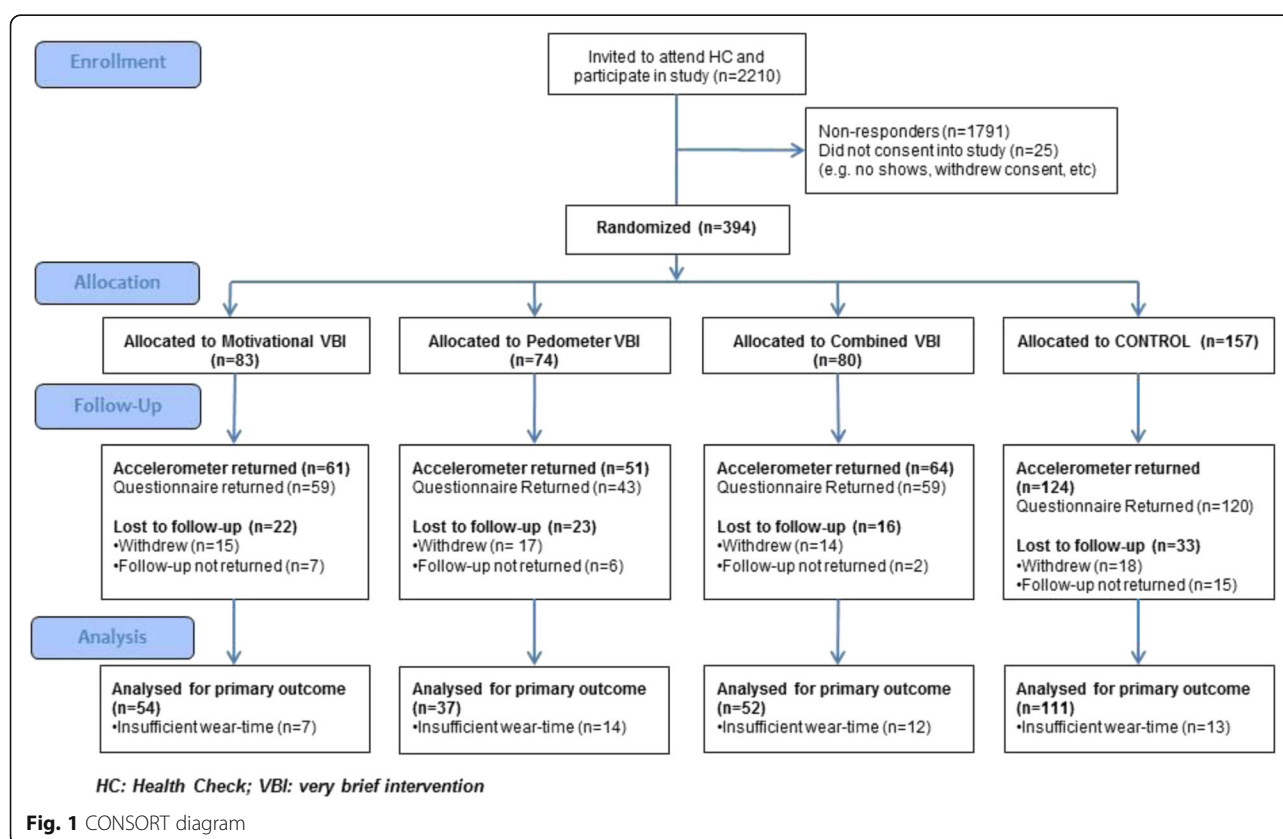 Enrollment
Invited to attend HC and
participate in study (n=2210)
Non-responders (n=1791)
Did not consent into study (n=25)
(e.g. no shows, withdrew consent, etc)
Randomized (n=394)
Allocation
Allocated to Motivational VBI
(n=83)
Allocated to Pedometer VBI
(n=74)
Allocated to Combined VBI
(n=80)
Allocated to CONTROL (n=157)
Follow-Up
Accelerometer returned (n=61)
Questionnaire returned (n=59)
Lost to follow-up (n=22)
•Withdrew (n=15)
•Follow-up not returned (n=7)
Accelerometer returned (n=51)
Questionnaire Returned (n=43)
Lost to follow-up (n=23)
•Withdrew (n= 17)
•Follow-up not returned (n=6)
Accelerometer returned (n=64)
Questionnaire Returned (n=59)
Lost to follow-up (n=16)
•Withdrew (n=14)
•Follow-up not returned (n=2)
Accelerometer returned
(n=124)
Questionnaire Returned (n=120)
Lost to follow-up (n=33)
•Withdrew (n=18)
•Follow-up not returned (n=15)
Analysis
Analysed for primary outcome
(n=54)
•Insufficient wear-time (n=7)
Analysed for primary outcome
(n=37)
•Insufficient wear-time (n=14)
Analysed for primary outcome
(n=52)
•Insufficient wear-time (n=12)
Analysed for primary outcome
(n=111)
•Insufficient wear-time (n=13)
HC: Health Check; VBI: very brief intervention
Fig. 1 CONSORT diagram